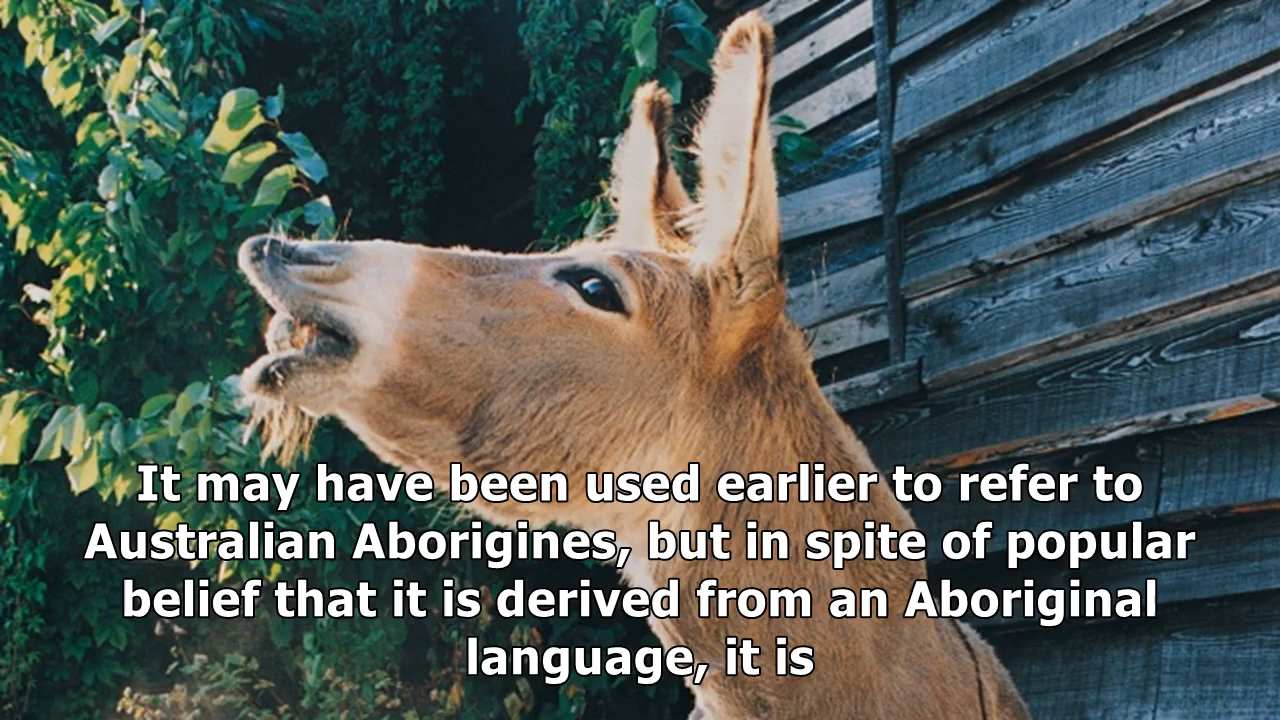 It may have been used earlier to refer to
Australian Aborigines, but in spite of popular
belief that it is derived from an Aboriginal
language, it is